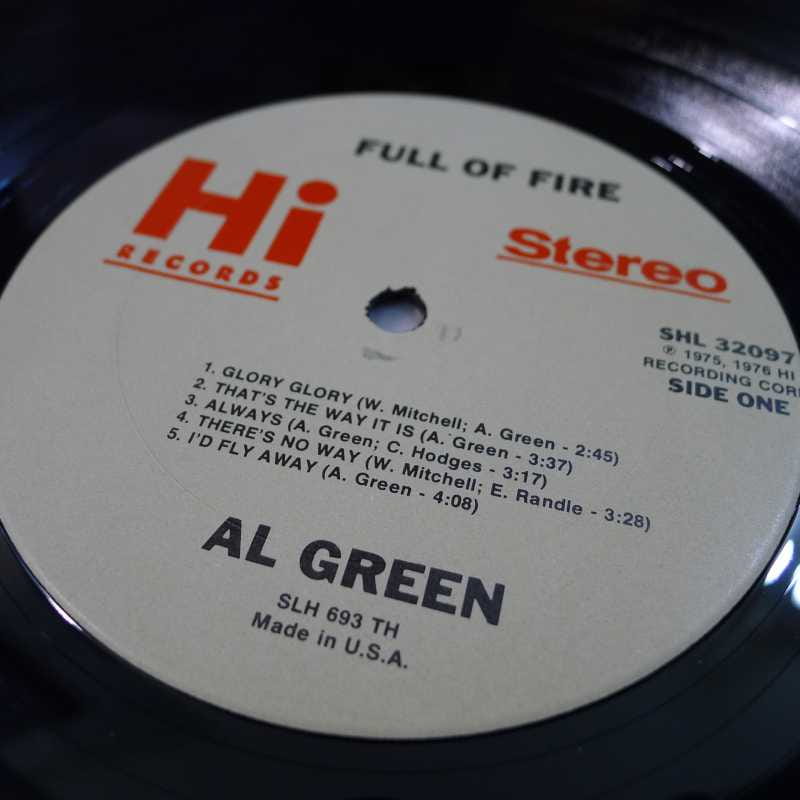 FULL OF FIRE
Hi
RECORDS
Stereo
SHL 32097
℗ 1975, 1976 HI
RECORDING COR
SIDE ONE
1. GLORY GLORY (W. Mitchell; A. Green - 2:45)
2. THAT'S THE WAY IT IS (A. Green - 3:37)
3. ALWAYS (A. Green; C. Hodges - 3:17)
4. THERE'S NO WAY (W. Mitchell; E. Randle - 3:28)
5. I'D FLY AWAY (A. Green - 4:08)
AL GREEN
SLH 693 TH
Made in U.S.A.